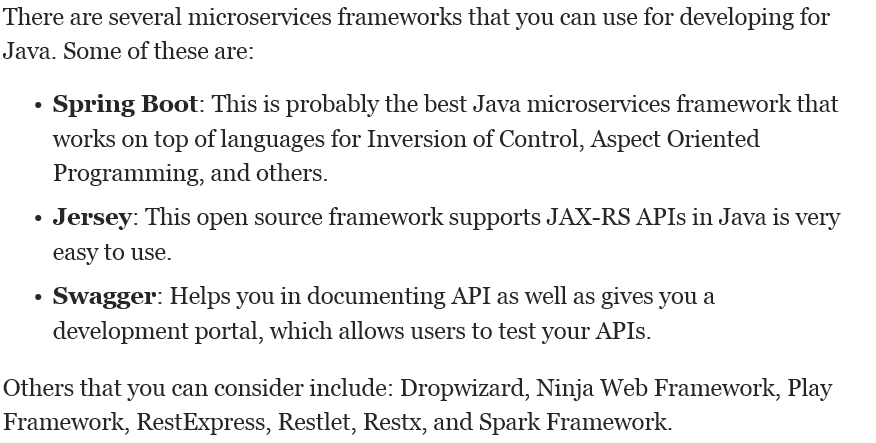 There are several microservices frameworks that you can use for developing for
Java. Some of these are:
• Spring Boot: This is probably the best Java microservices framework that
works on top of languages for Inversion of Control, Aspect Oriented
Programming, and others.
• Jersey: This open source framework supports JAX-RS APIs in Java is very
easy to use.
• Swagger: Helps you in documenting API as well as gives you a
development portal, which allows users to test your APIs.
Others that you can consider include: Dropwizard, Ninja Web Framework, Play
Framework, RestExpress, Restlet, Restx, and Spark Framework.